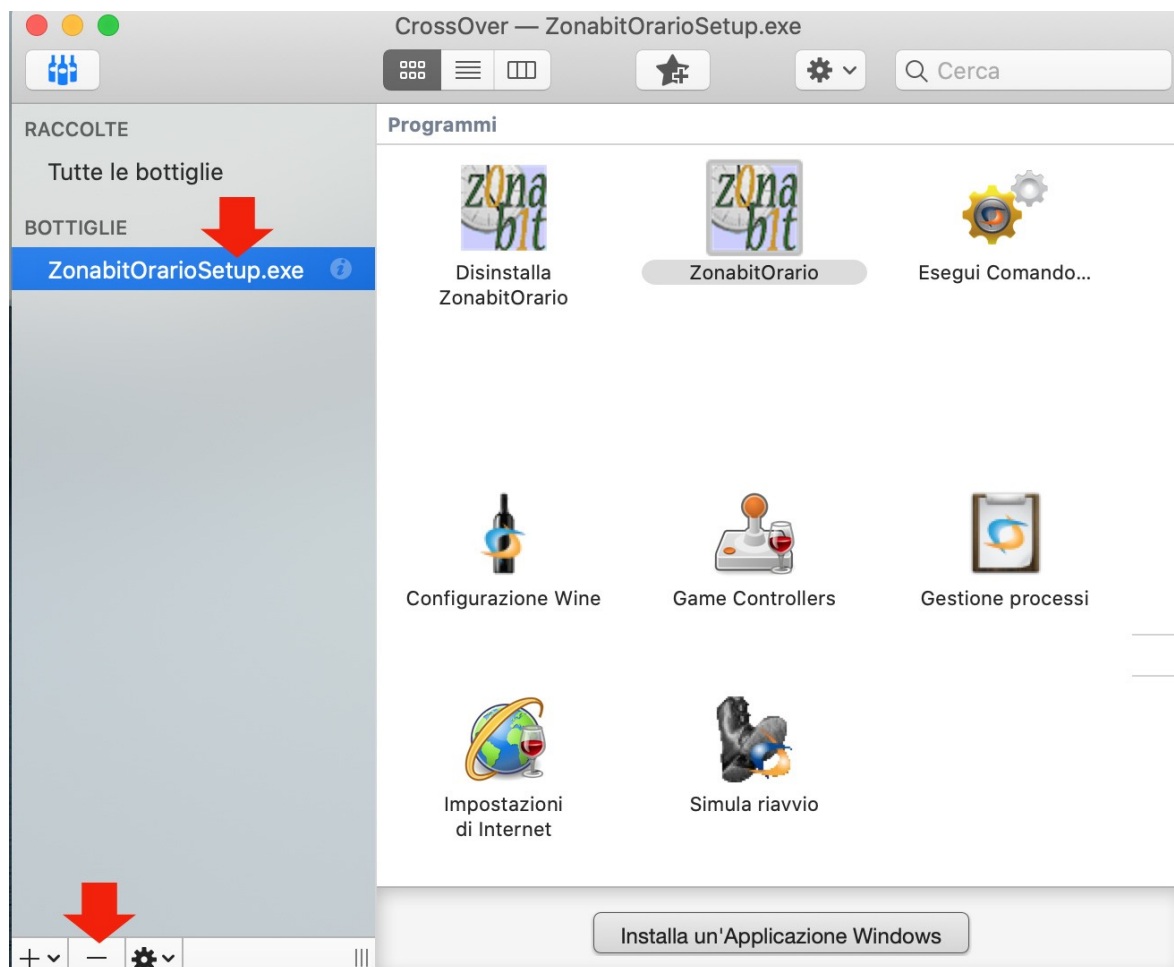 CrossOver — ZonabitOrarioSetup.exe
Cerca
RACCOLTE
Tutte le bottiglie
BOTTIGLIE
ZonabitOrarioSetup.exe
Programmi
z0na
b1t
Disinstalla
ZonabitOrario
z0na
b1t
ZonabitOrario
Esegui Comando...
Configurazione Wine
Game Controllers
Gestione processi
Impostazioni
di Internet
Simula riavvio
Installa un'Applicazione Windows